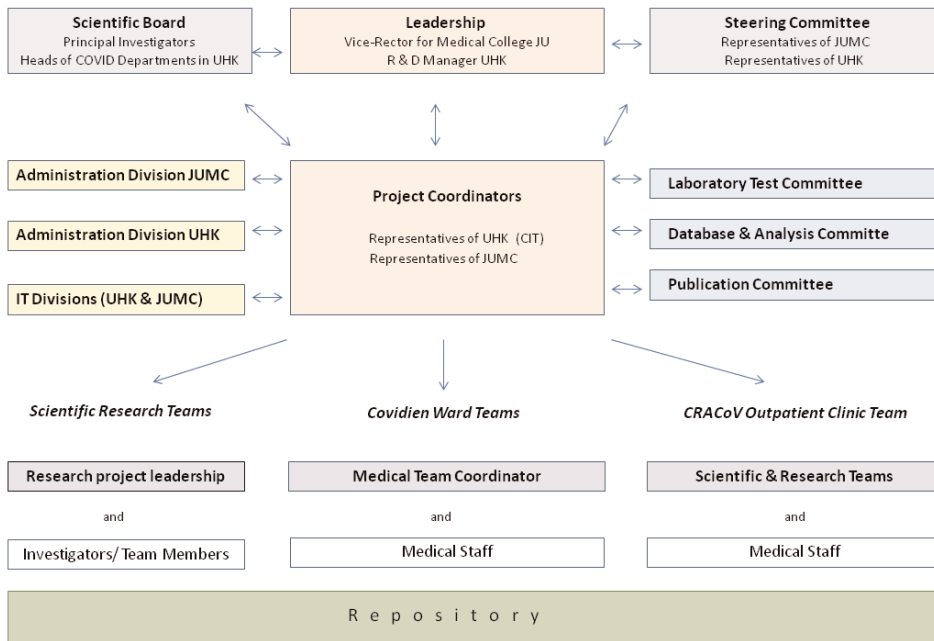 Scientific Board
Principal Investigators
Heads of COVID Departments in UHK
Leadership
Vice-Rector for Medical College JU
R & D Manager UHK
Steering Committee
Representatives of JUMC
Representatives of UHK
Administration Division JUMC
Administration Division UHK
IT Divisions (UHK & JUMC)
Project Coordinators
Representatives of UHK (CIT)
Representatives of JUMC
Laboratory Test Committee
Database & Analysis Committe
Publication Committee
Scientific Research Teams
Covidien Ward Teams
CRACoV Outpatient Clinic Team
Research project leadership
and
Investigators/ Team Members
Medical Team Coordinator
and
Medical Staff
Scientific & Research Teams
and
Medical Staff
Repository